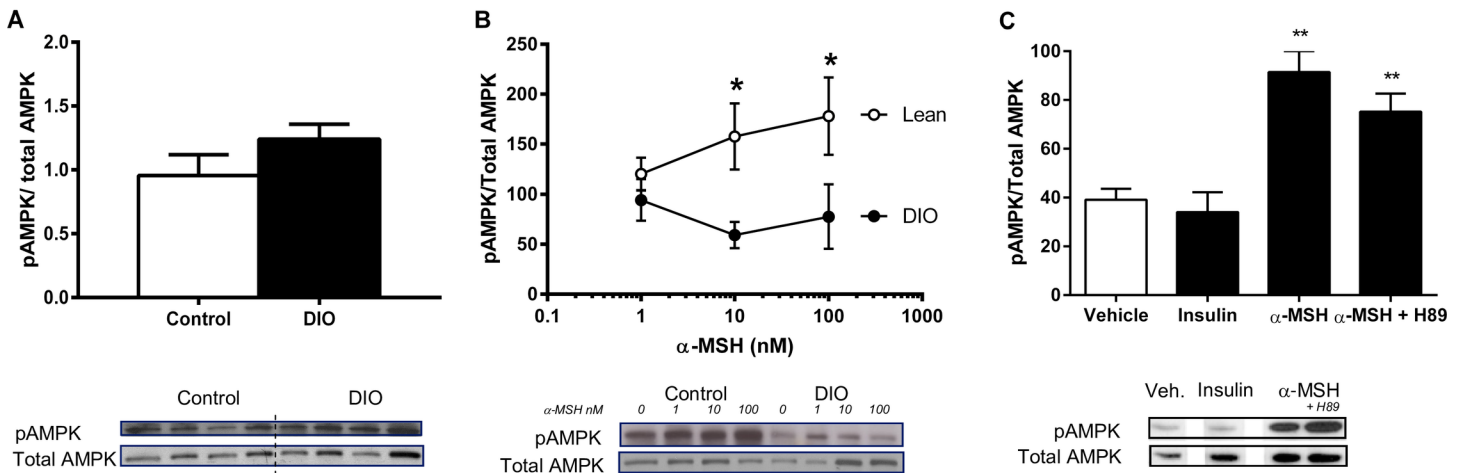 A
pAMPK/ total AMPK
2.0
1.5
1.0
0.5
0.0
Control DIO
Control DIO
pAMPK
Total AMPK
B
pAMPK/Total AMPK
250
200
150
100
50
0
* *
Lean
DIO
0.1 1 10 100 1000
α-MSH (nM)
Control DIO
α-MSH nM 0 1 10 100 0 1 10 100
pAMPK
Total AMPK
C
pAMPK/Total AMPK
100
80
60
40
20
0
** **
Vehicle Insulin α-MSH α-MSH + H89
Veh. Insulin α-MSH
+ H89
pAMPK
Total AMPK